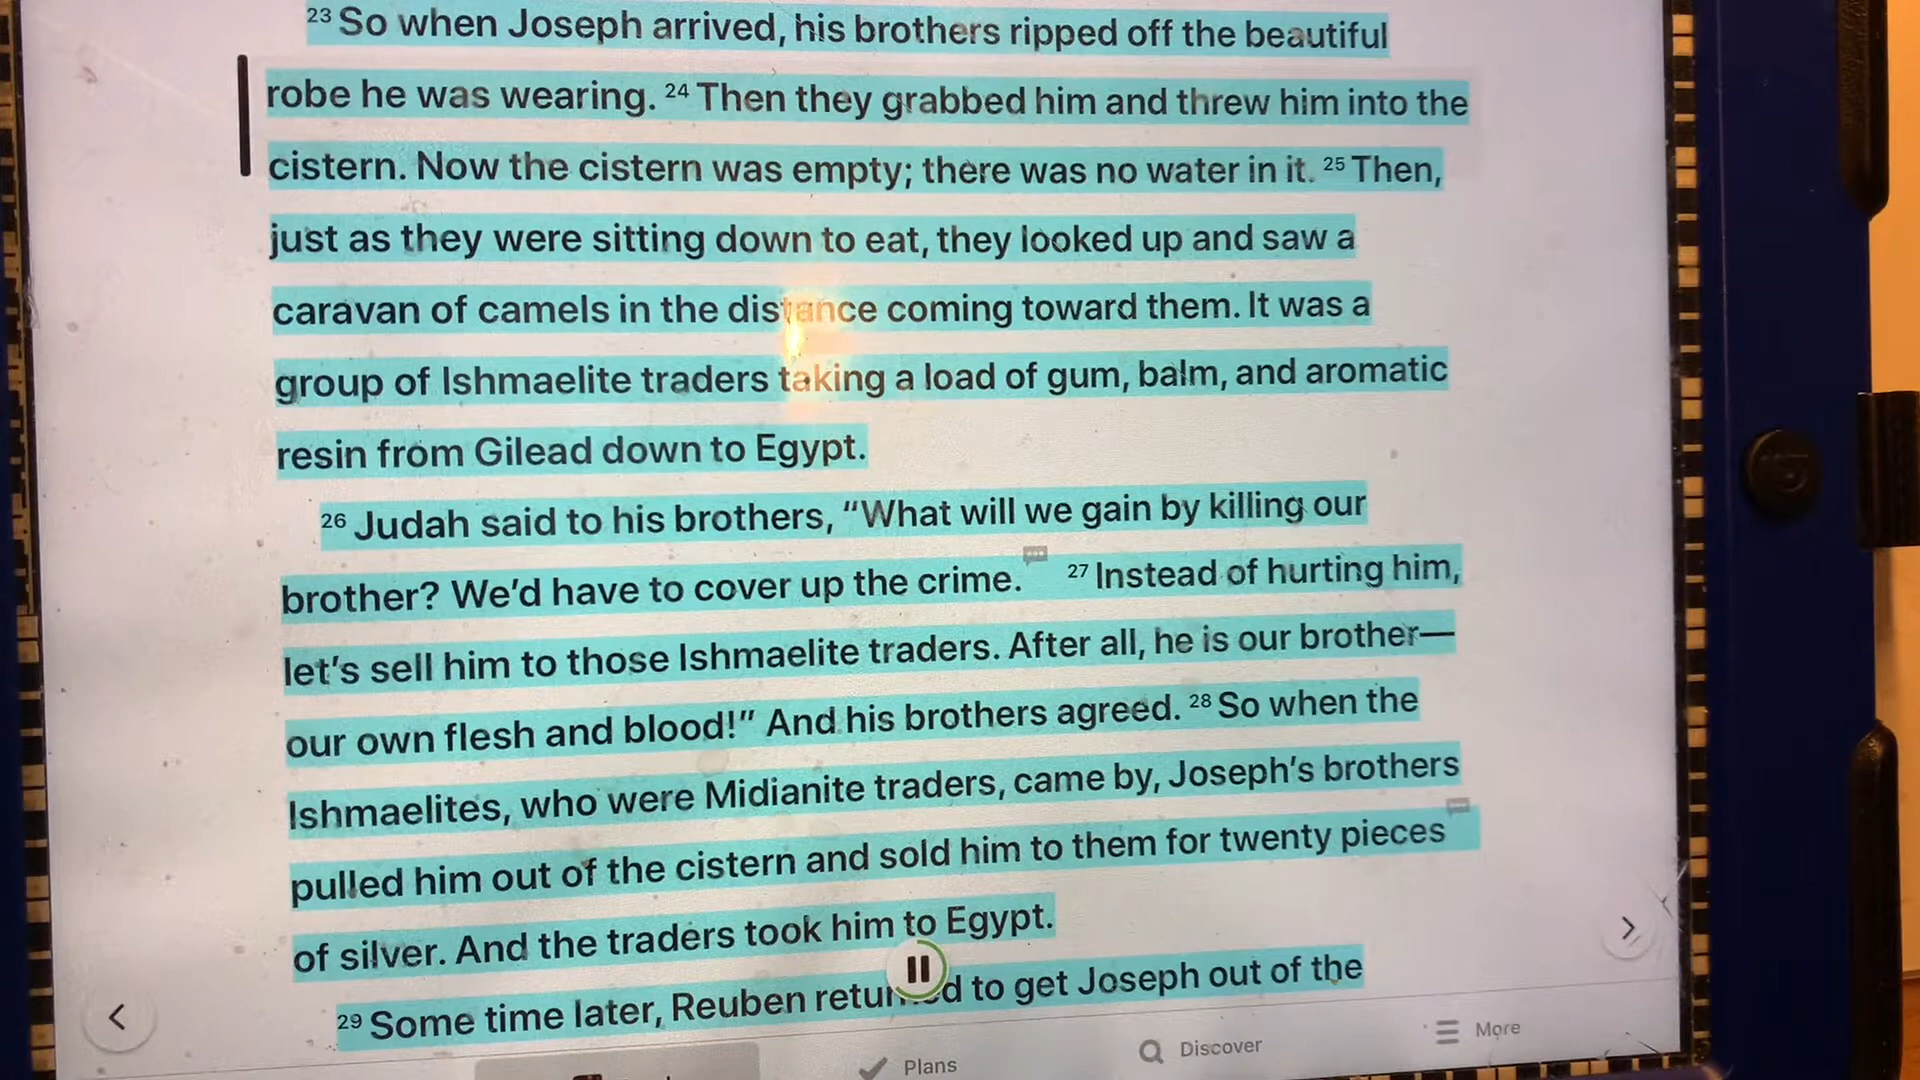 23 So when Joseph arrived, his brothers ripped off the beautiful
robe he was wearing. 24 Then they grabbed him and threw him into the
cistern. Now the cistern was empty; there was no water in it. 25 Then,
just as they were sitting down to eat, they looked up and saw a
caravan of camels in the distance coming toward them. It was a
group of Ishmaelite traders taking a load of gum, balm, and aromatic
resin from Gilead down to Egypt.
26 Judah said to his brothers, “What will we gain by killing our
brother? We’d have to cover up the crime. 27 Instead of hurting him,
let’s sell him to those Ishmaelite traders. After all, he is our brother—
our own flesh and blood!” And his brothers agreed. 28 So when the
Ishmaelites, who were Midianite traders, came by, Joseph’s brothers
pulled him out of the cistern and sold him to them for twenty pieces
of silver. And the traders took him to Egypt.
29 Some time later, Reuben returned to get Joseph out of the
Plans
Discover
More